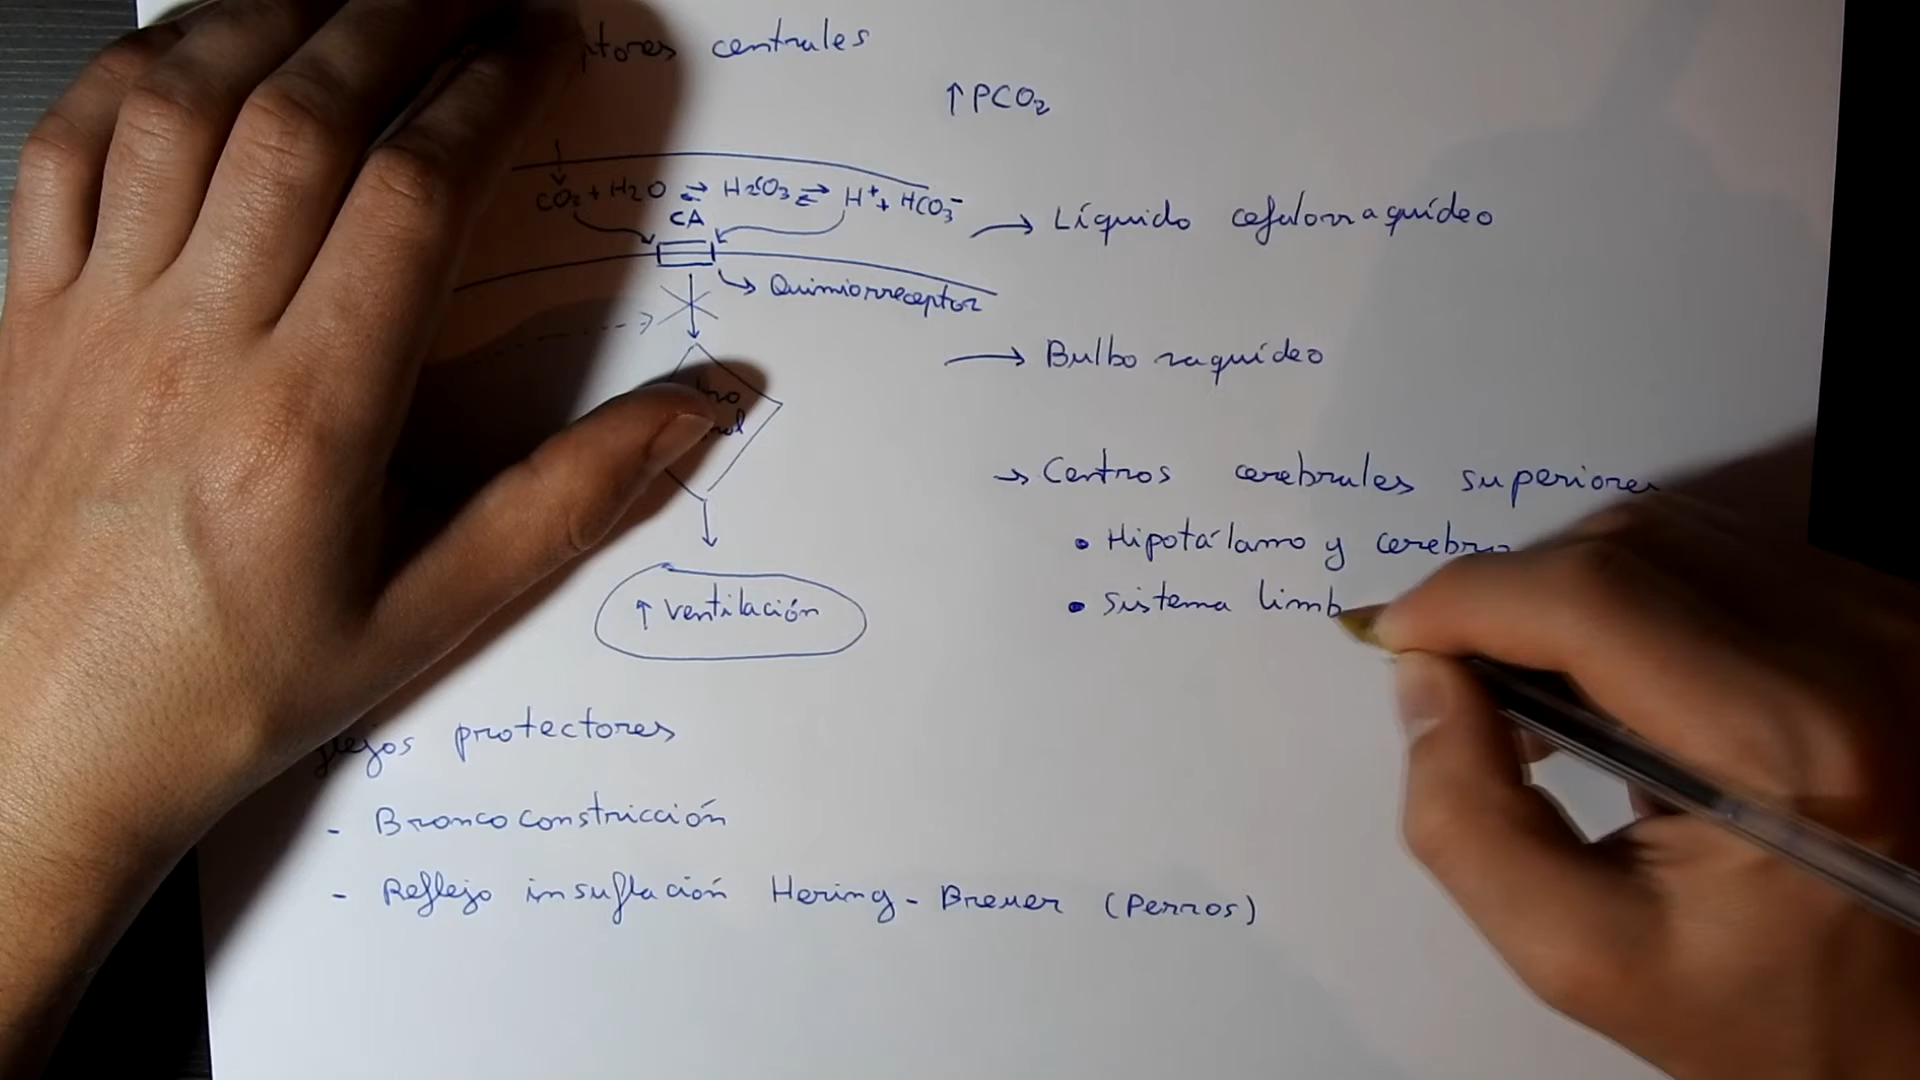 centrales
↑PCO₂
CO₂ + H₂O ⇄ H₂CO₃ ⇄ H⁺ + HCO₃⁻
CA
→ Líquido cefalorraquídeo
→ Quimiorreceptor
→ Bulbo raquídeo
→ Centros cerebrales superiores
• Hipotálamo y cerebro
• Sistema limb
↑ Ventilación
protectores
- Broncoconstricción
- Reflejo insuflación Hering-Breuer (Perros)